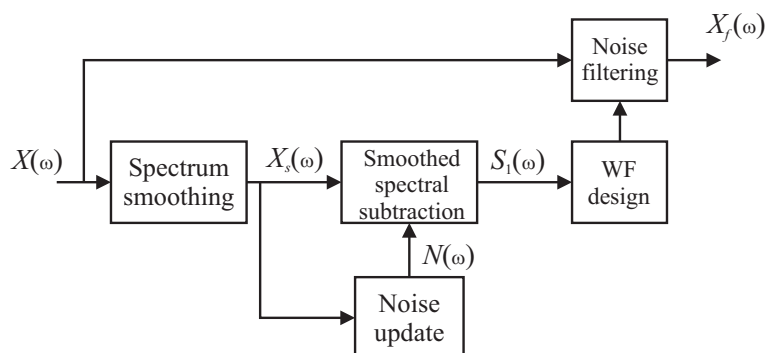 Noise
filtering
X_f(ω)
X(ω)
Spectrum
smoothing
X_s(ω)
Smoothed
spectral
subtraction
S_1(ω)
WF
design
N(ω)
Noise
update